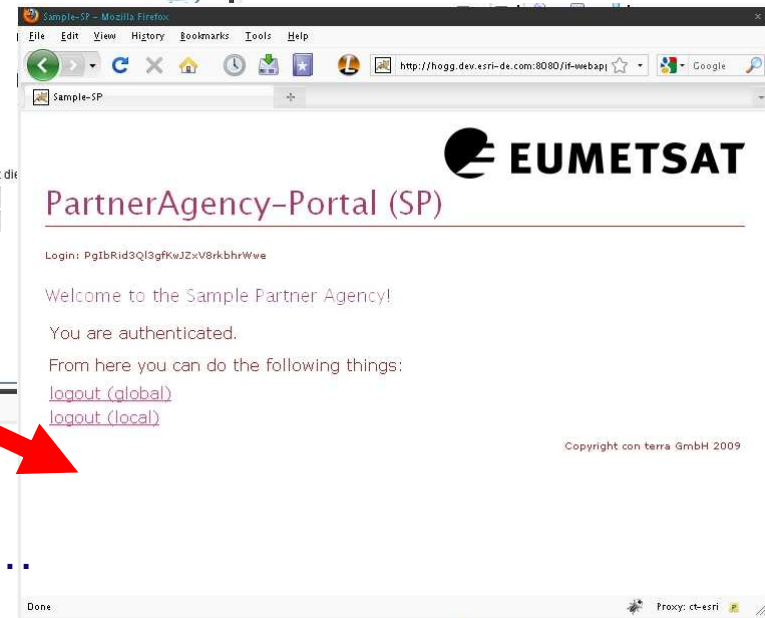 Sample-SP - Mozilla Firefox
File Edit View History Bookmarks Tools Help
http://hogg.dev.esri-de.com:8080/if-webapp
Google
Sample-SP
EUMETSAT
t die
PartnerAgency-Portal (SP)
Login: PgIbRid3Ql3gfKwJZxV8rkbhrWwe
Welcome to the Sample Partner Agency!
You are authenticated.
From here you can do the following things:
logout (global)
logout (local)
Copyright con terra GmbH 2009
..
Done
Proxy: ct-esri